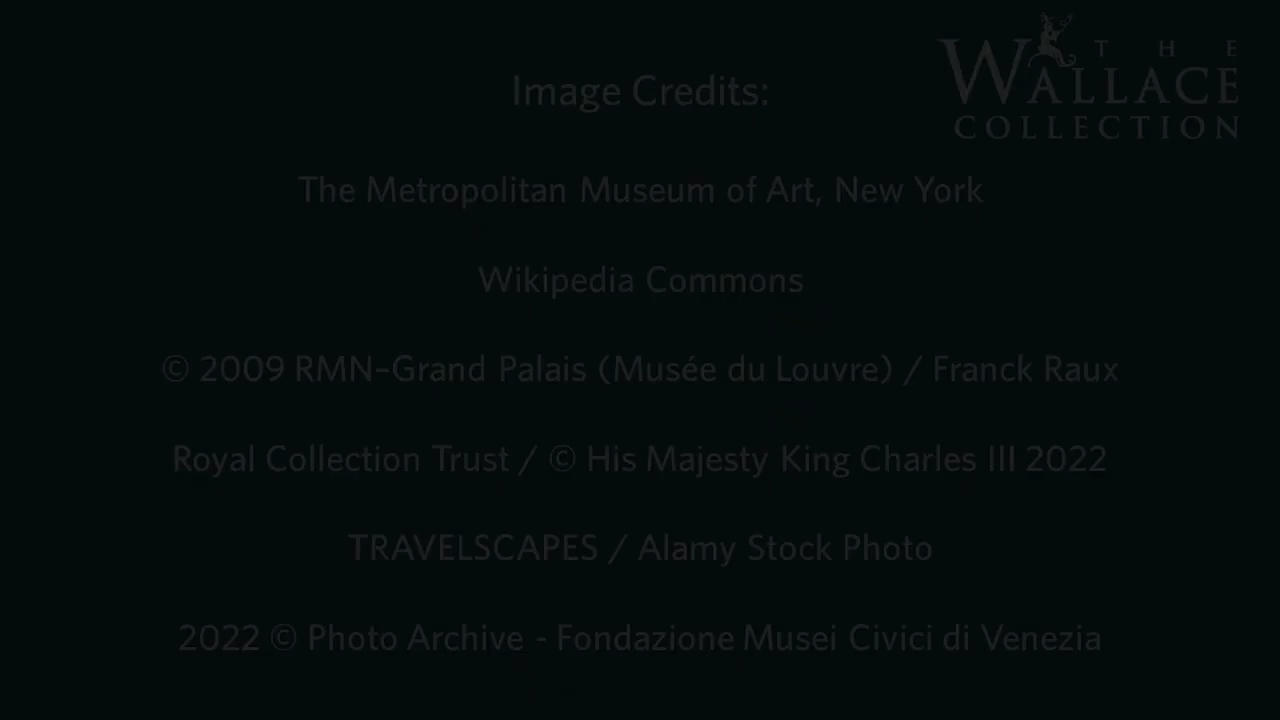 THE
WALLACE
COLLECTION
Image Credits:
The Metropolitan Museum of Art, New York
Wikipedia Commons
© 2009 RMN–Grand Palais (Musée du Louvre) / Franck Raux
Royal Collection Trust / © His Majesty King Charles III 2022
TRAVELSCAPES / Alamy Stock Photo
2022 © Photo Archive - Fondazione Musei Civici di Venezia